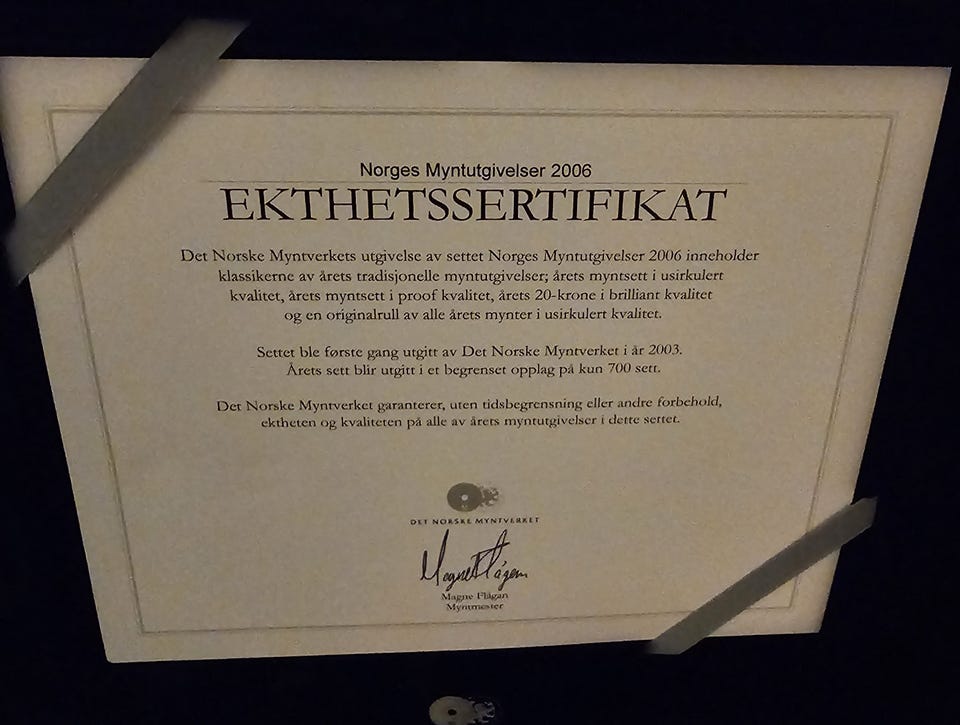 Norges Myntutgivelser 2006
EKTHETSSERTIFIKAT
Det Norske Myntverkets utgivelse av settet Norges Myntutgivelser 2006 inneholder
klassikerne av årets tradisjonelle myntutgivelser; årets myntsett i usirkulert
kvalitet, årets myntsett i proof kvalitet, årets 20-krone i brilliant kvalitet
og en originalrull av alle årets mynter i usirkulert kvalitet.
Settet ble første gang utgitt av Det Norske Myntverket i år 2003.
Årets sett blir utgitt i et begrenset opplag på kun 700 sett.
Det Norske Myntverket garanterer, uten tidsbegrensning eller andre forbehold,
ektheten og kvaliteten på alle av årets myntutgivelser i dette settet.
DET NORSKE MYNTVERKET
Magne Flågan
Magne Flågan
Myntmester